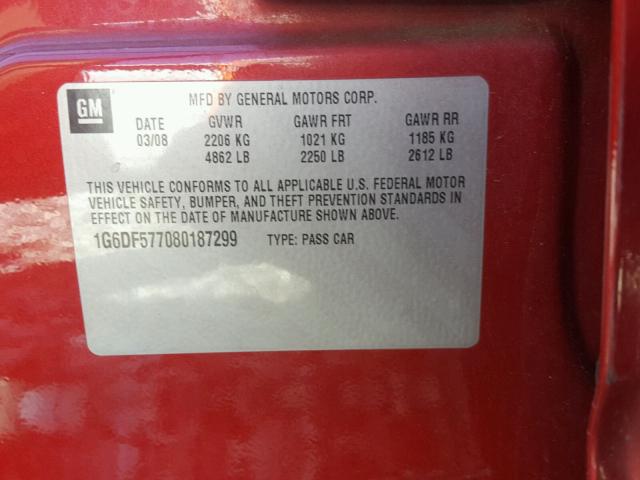 GM
MFD BY GENERAL MOTORS CORP.
DATE GVWR GAWR FRT GAWR RR
03/08 2206 KG 1021 KG 1185 KG
4862 LB 2250 LB 2612 LB
THIS VEHICLE CONFORMS TO ALL APPLICABLE U.S. FEDERAL MOTOR
VEHICLE SAFETY, BUMPER, AND THEFT PREVENTION STANDARDS IN
EFFECT ON THE DATE OF MANUFACTURE SHOWN ABOVE.
1G6DF577080187299 TYPE: PASS CAR